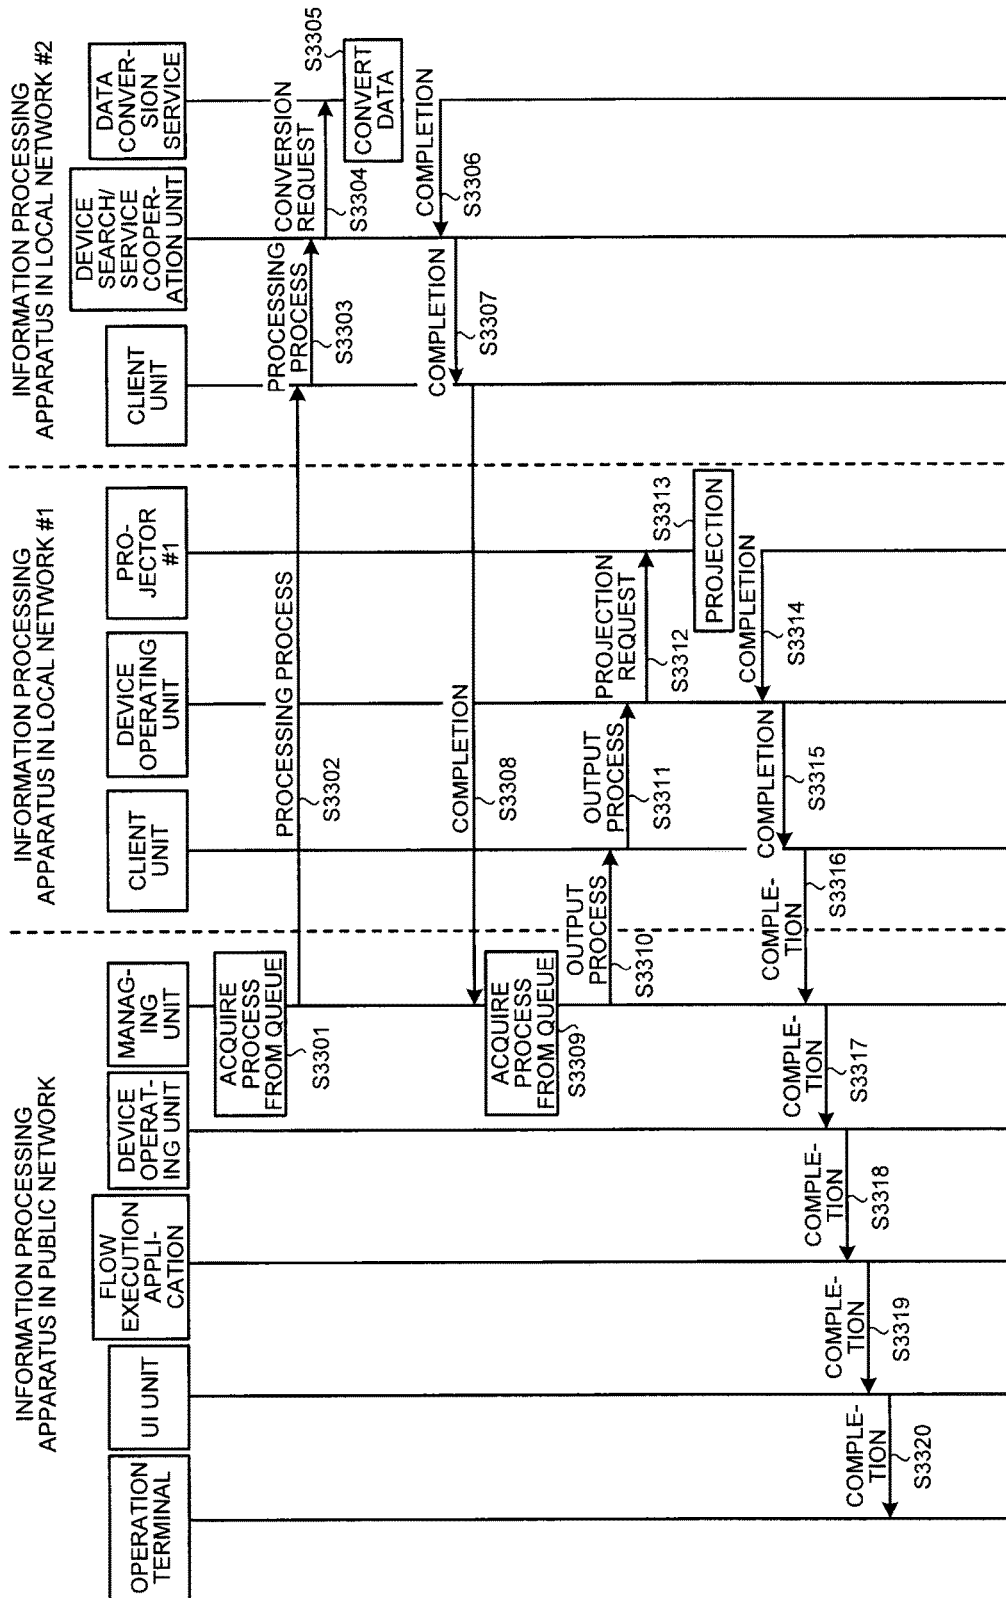 INFORMATION PROCESSING
APPARATUS IN PUBLIC NETWORK
INFORMATION PROCESSING
APPARATUS IN LOCAL NETWORK #1
INFORMATION PROCESSING
APPARATUS IN LOCAL NETWORK #2
OPERATION
TERMINAL
UI UNIT
FLOW
EXECUTION
APPLI-
CATION
DEVICE
OPERAT-
ING UNIT
MANAG-
ING
UNIT
CLIENT
UNIT
DEVICE
OPERATING
UNIT
PRO-
JECTOR
#1
CLIENT
UNIT
DEVICE
SEARCH/
SERVICE
COOPER-
ATION UNIT
DATA
CONVER-
SION
SERVICE
ACQUIRE
PROCESS
FROM QUEUE
S3301
PROCESSING PROCESS
S3302
PROCESSING
PROCESS
S3303
CONVERSION
REQUEST
S3304
S3305
CONVERT
DATA
COMPLETION
S3306
COMPLETION
S3307
COMPLETION
S3308
ACQUIRE
PROCESS
FROM QUEUE
S3309
OUTPUT
PROCESS
S3310
OUTPUT
PROCESS
S3311
PROJECTION
REQUEST
S3312
S3313
PROJECTION
COMPLETION
S3314
COMPLETION
S3315
COMPLE-
TION
S3316
COMPLE-
TION
S3317
COMPLE-
TION
S3318
COMPLE-
TION
S3319
COMPLE-
TION
S3320